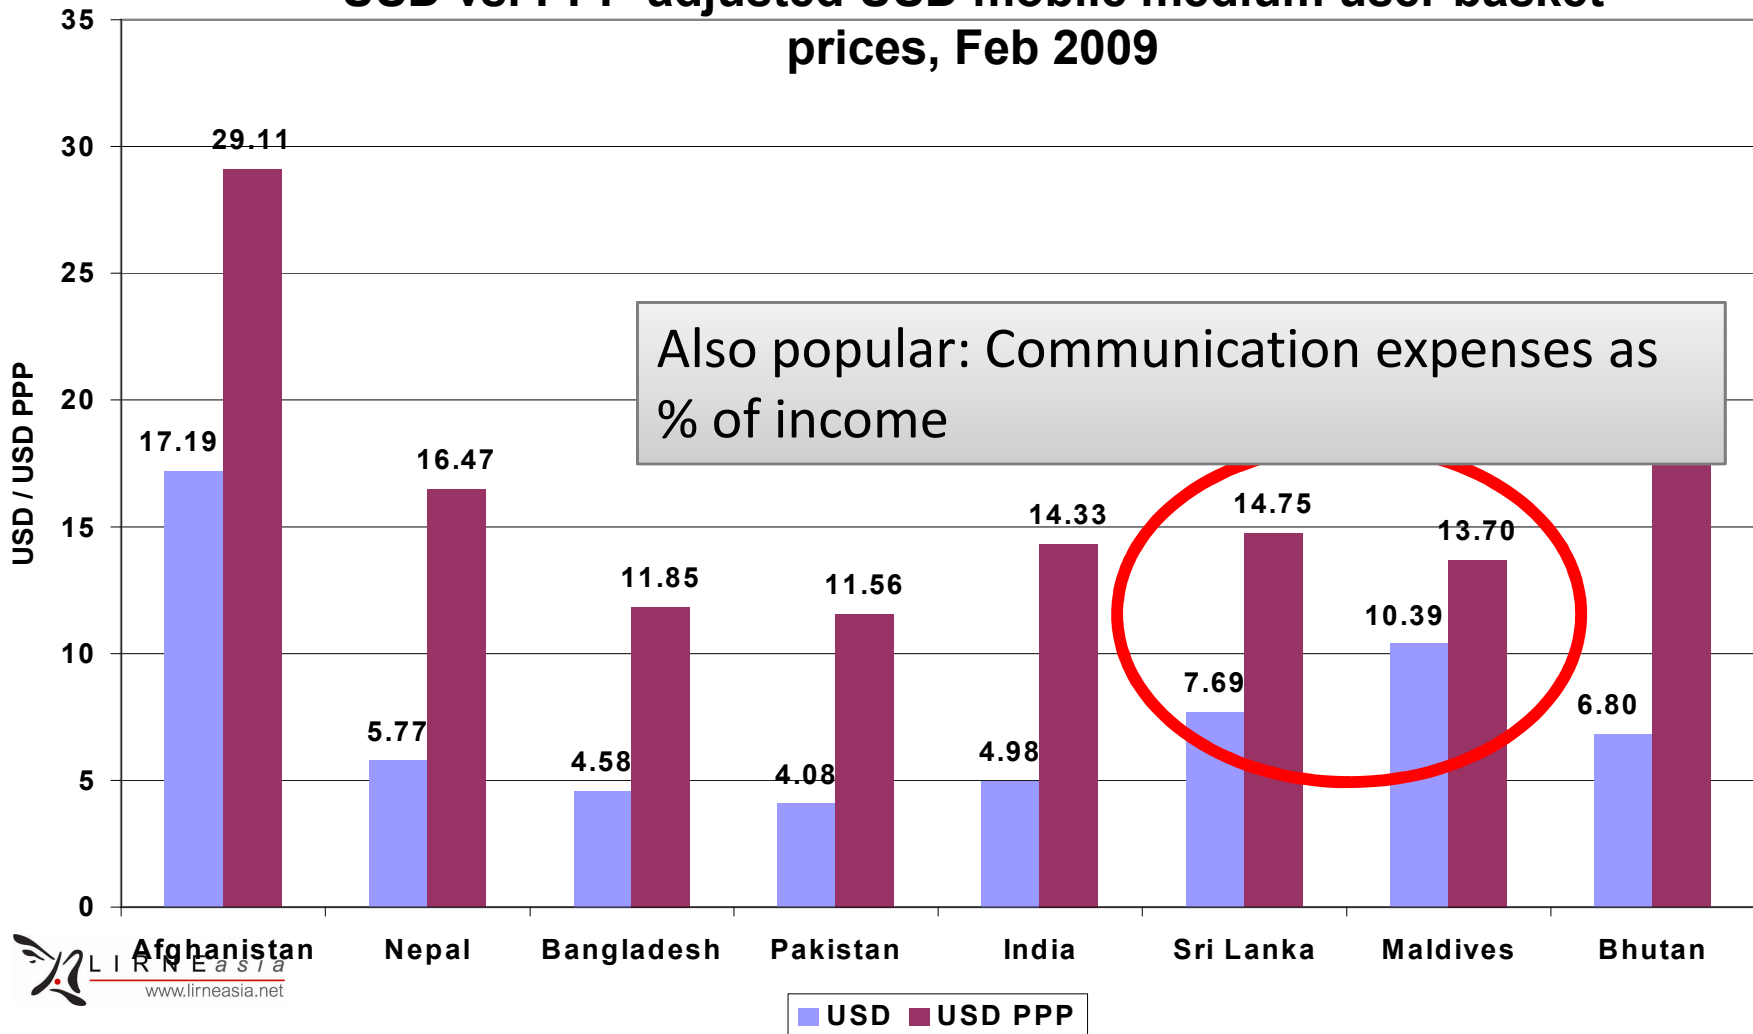 prices, Feb 2009
35
30
25
20
15
10
5
0
USD / USD PPP
29.11
17.19
16.47
5.77
11.85
4.58
11.56
4.08
14.33
4.98
14.75
7.69
13.70
10.39
6.80
Also popular: Communication expenses as
% of income
Afghanistan Nepal Bangladesh Pakistan India Sri Lanka Maldives Bhutan
LIRNEasia
www.lirneasia.net
USD USD PPP